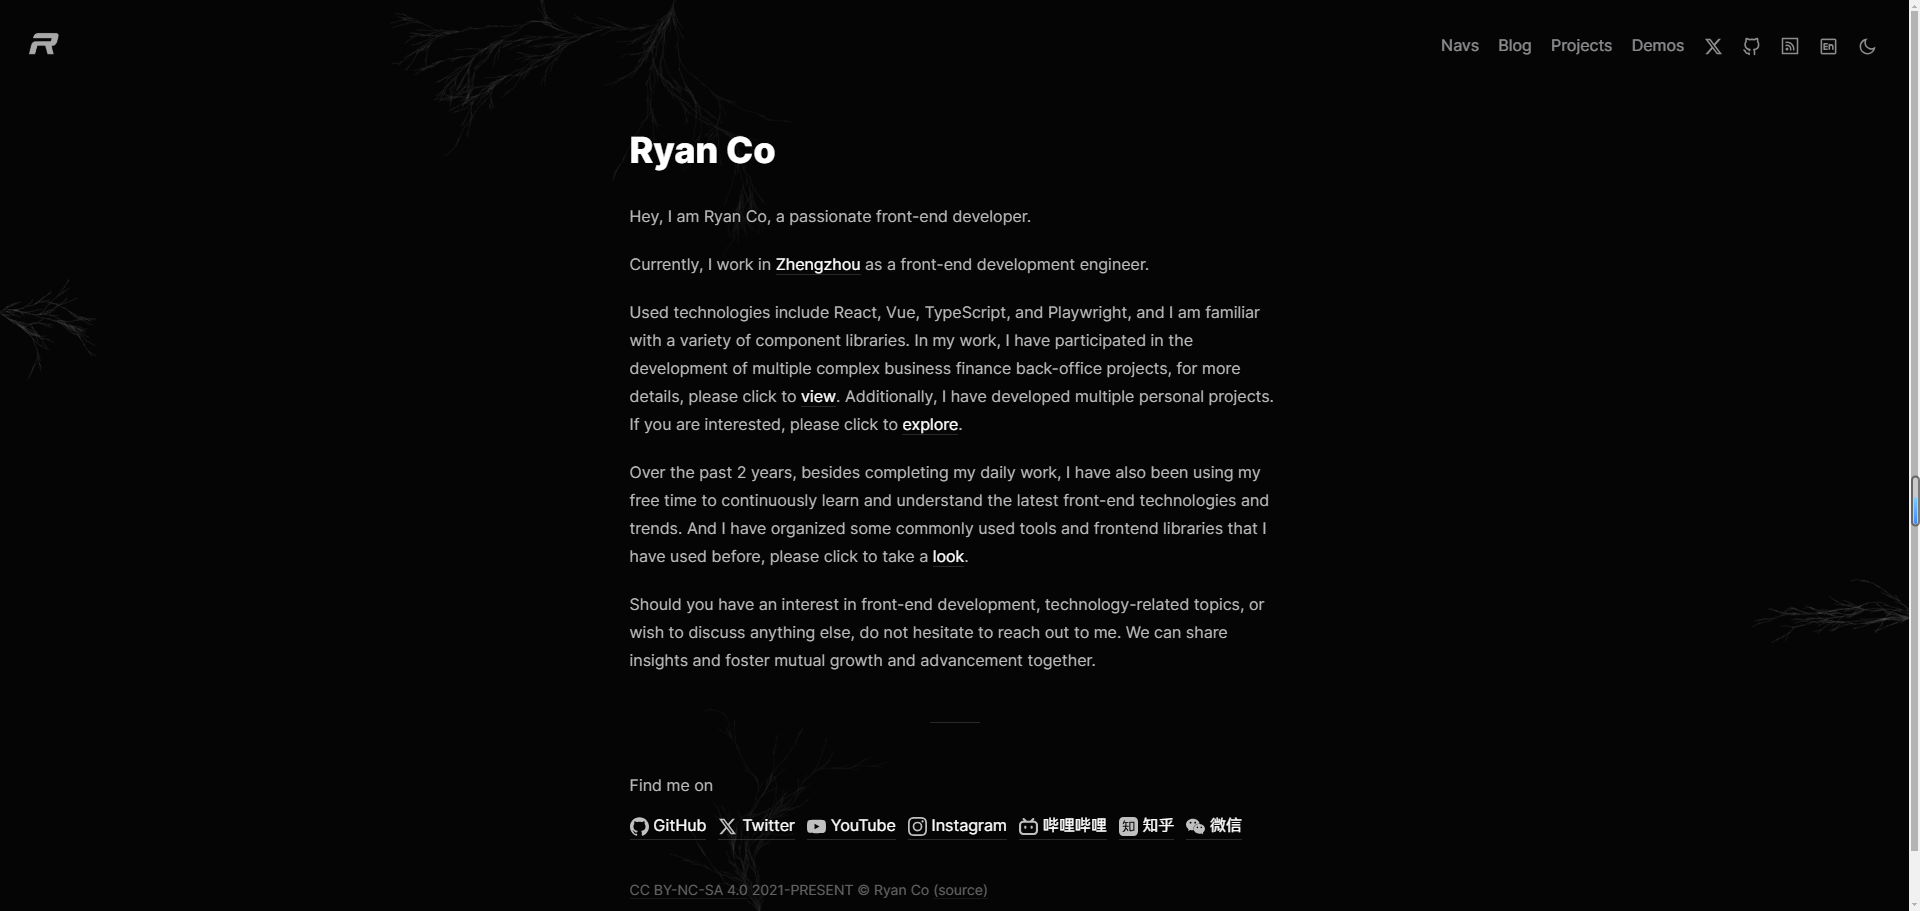 R
Navs Blog Projects Demos En
Ryan Co
Hey, I am Ryan Co, a passionate front-end developer.
Currently, I work in Zhengzhou as a front-end development engineer.
Used technologies include React, Vue, TypeScript, and Playwright, and I am familiar
with a variety of component libraries. In my work, I have participated in the
development of multiple complex business finance back-office projects, for more
details, please click to view. Additionally, I have developed multiple personal projects.
If you are interested, please click to explore.
Over the past 2 years, besides completing my daily work, I have also been using my
free time to continuously learn and understand the latest front-end technologies and
trends. And I have organized some commonly used tools and frontend libraries that I
have used before, please click to take a look.
Should you have an interest in front-end development, technology-related topics, or
wish to discuss anything else, do not hesitate to reach out to me. We can share
insights and foster mutual growth and advancement together.
Find me on
GitHub Twitter YouTube Instagram 哔哩哔哩 知 知乎 微信
CC BY-NC-SA 4.0 2021-PRESENT © Ryan Co (source)